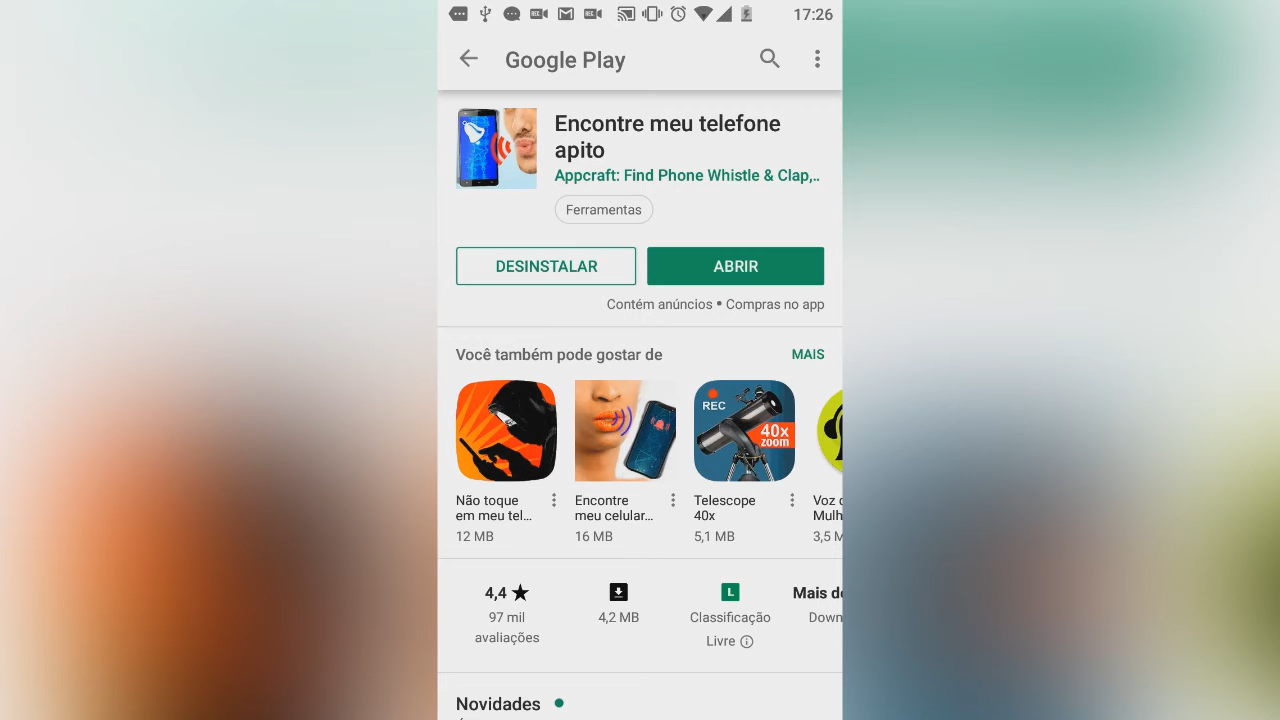 17:26
Google Play
Encontre meu telefone
apito
Appcraft: Find Phone Whistle & Clap,..
Ferramentas
DESINSTALAR
ABRIR
Contém anúncios • Compras no app
Você também pode gostar de
MAIS
REC
40x
zoom
Não toque
em meu tel...
12 MB
Encontre
meu celular...
16 MB
Telescope
40x
5,1 MB
Voz
Mulh
3,5
4,4 ★
97 mil
avaliações
4,2 MB
L
Classificação
Livre
Mais
Down
Novidades